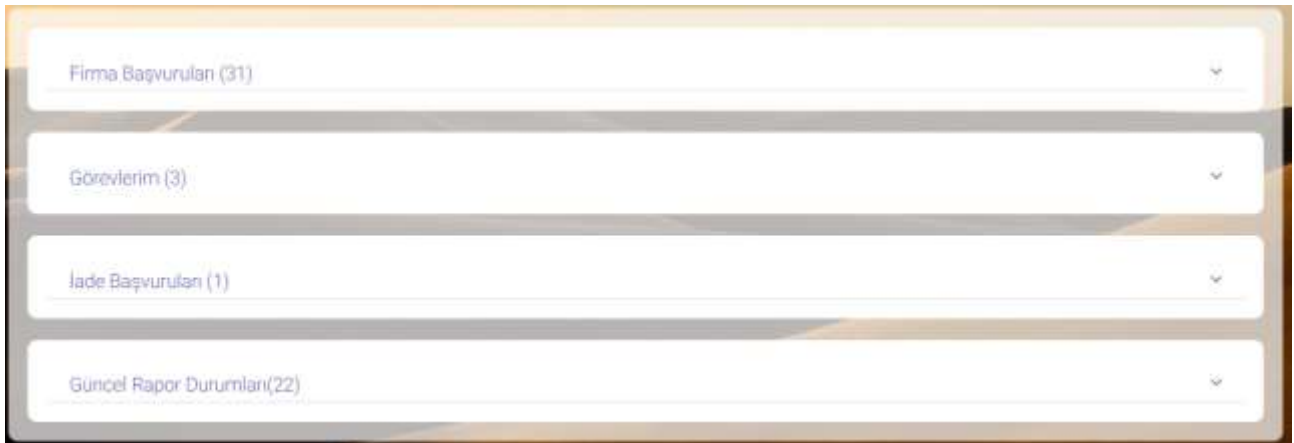 Firma Başvuruları (31)
Görevlerim (3)
İade Başvuruları (1)
Güncel Rapor Durumları(22)